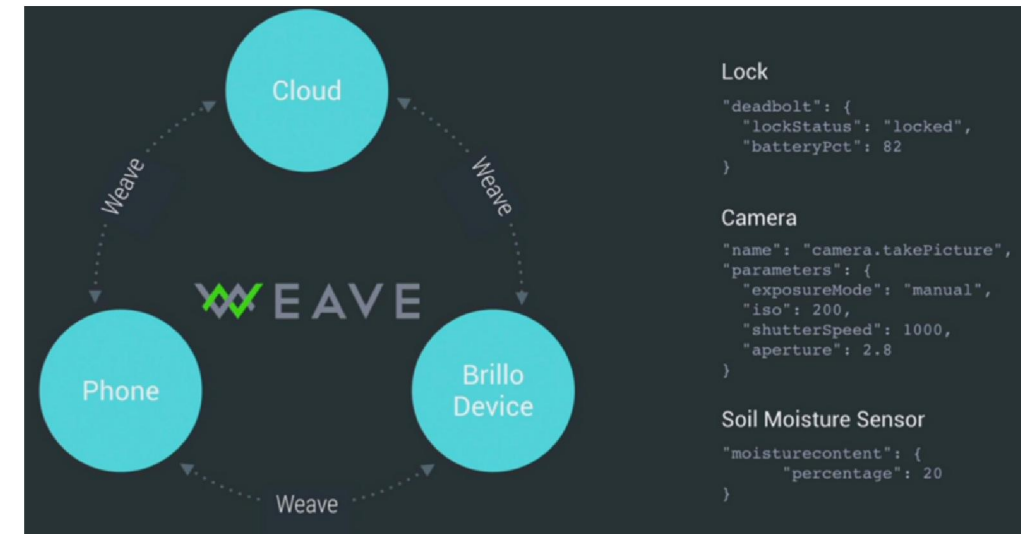 Cloud
Weave
Weave
WEAVE
Phone
Brillo
Device
Weave
Lock
"deadbolt": {
"lockStatus": "locked",
"batteryPct": 82
}
Camera
"name": "camera.takePicture",
"parameters": {
"exposureMode": "manual",
"iso": 200,
"shutterSpeed": 1000,
"aperture": 2.8
}
Soil Moisture Sensor
"moisturecontent": {
"percentage": 20
}